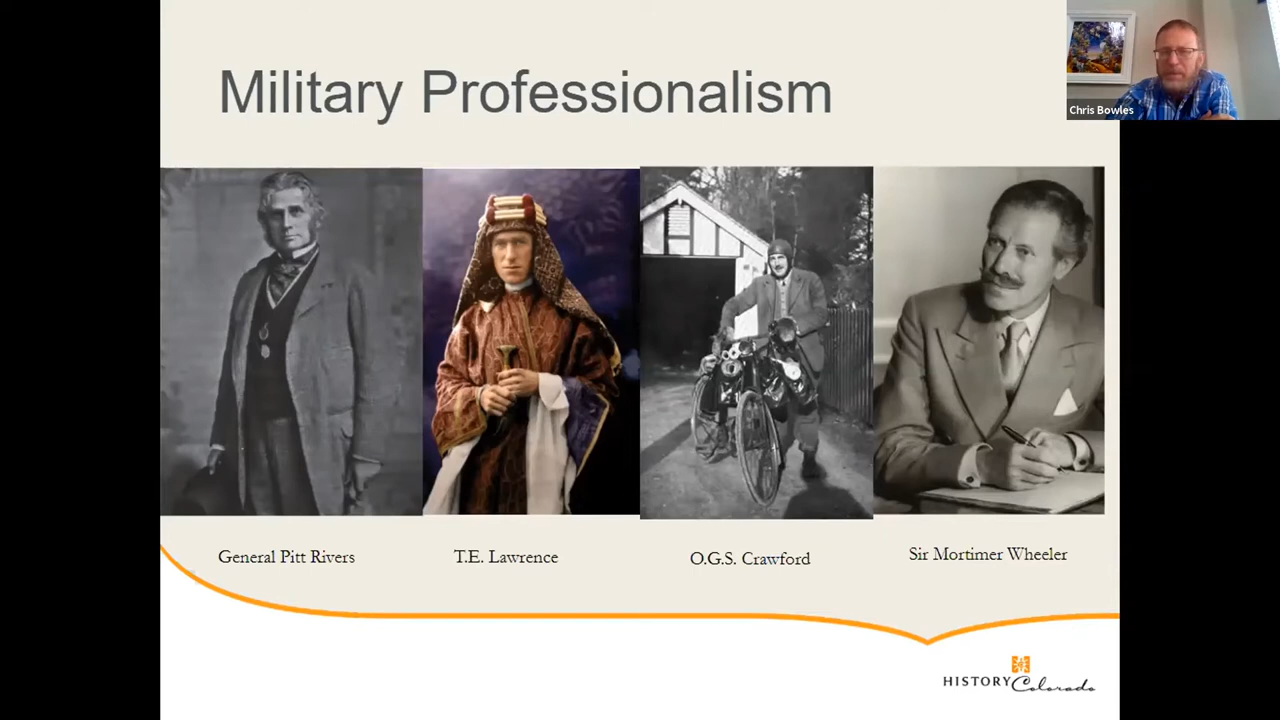 Military Professionalism
Chris Bowles
General Pitt Rivers
T.E. Lawrence
O.G.S. Crawford
Sir Mortimer Wheeler
HISTORY Colorado